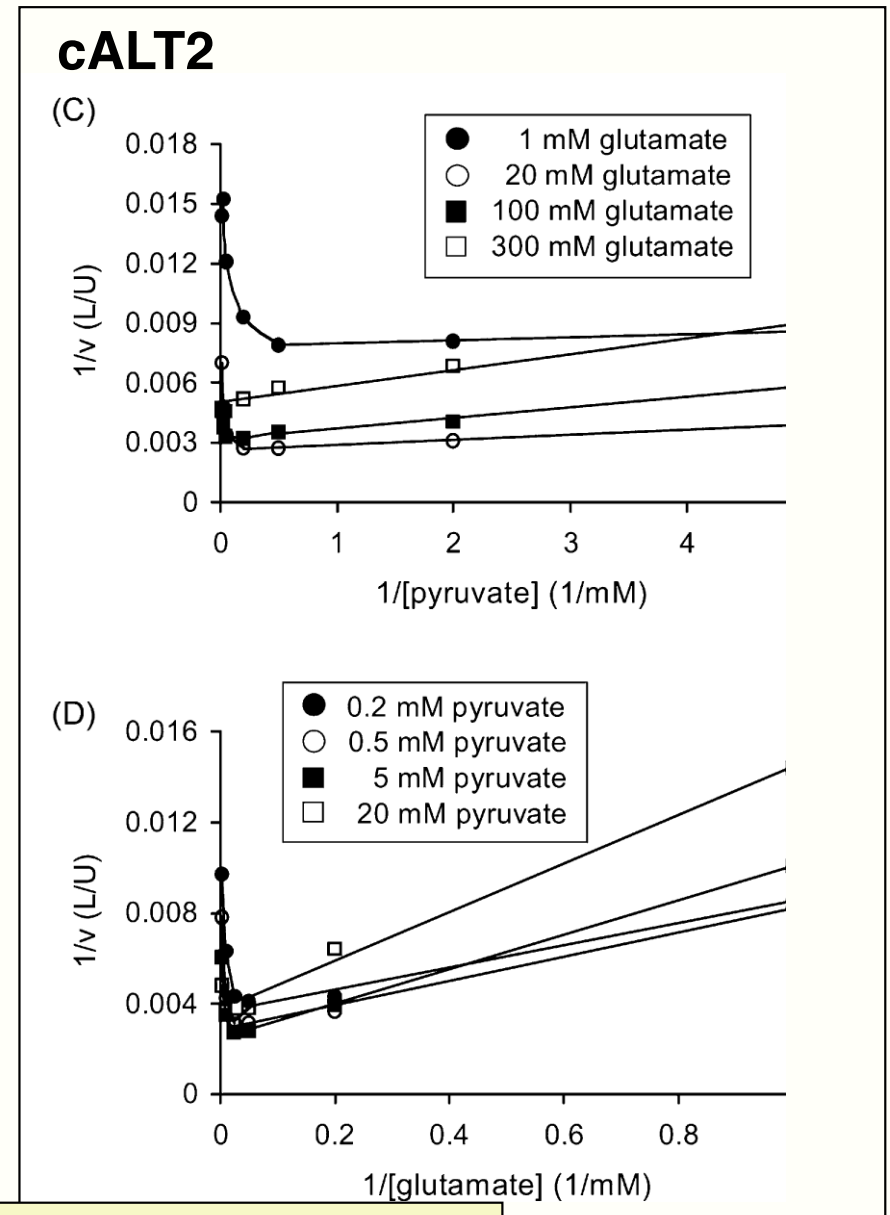 cALT2
(C)
1 mM glutamate
20 mM glutamate
100 mM glutamate
300 mM glutamate
0.018
0.015
0.012
0.009
0.006
0.003
0
1/v (L/U)
0 1 2 3 4
1/[pyruvate] (1/mM)
(D)
0.2 mM pyruvate
0.5 mM pyruvate
5 mM pyruvate
20 mM pyruvate
0.016
0.012
0.008
0.004
0
1/v (L/U)
0 0.2 0.4 0.6 0.8
1/[glutamate] (1/mM)